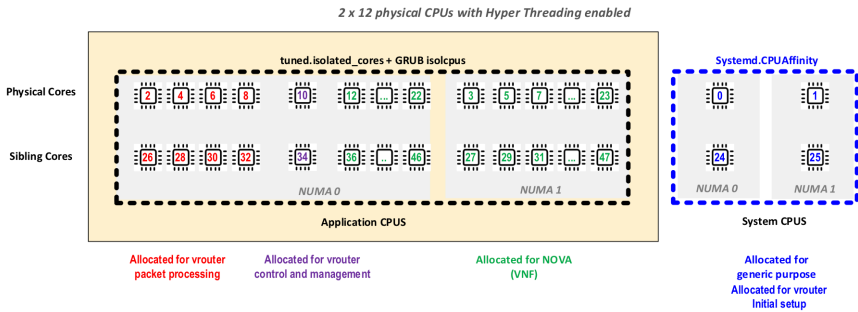 2 x 12 physical CPUs with Hyper Threading enabled
tuned.isolated_cores + GRUB isolcpus
Systemd.CPUAffinity
Physical Cores
2 4 6 8 10 12 ... 22 3 5 7 ... 23 0 1
Sibling Cores
26 28 30 32 34 36 .. 46 27 29 31 ... 47 24 25
NUMA 0 NUMA 1 NUMA 0 NUMA 1
Application CPUS
System CPUS
Allocated for vrouter
packet processing
Allocated for vrouter
control and management
Allocated for NOVA
(VNF)
Allocated for
generic purpose
Allocated for vrouter
Initial setup